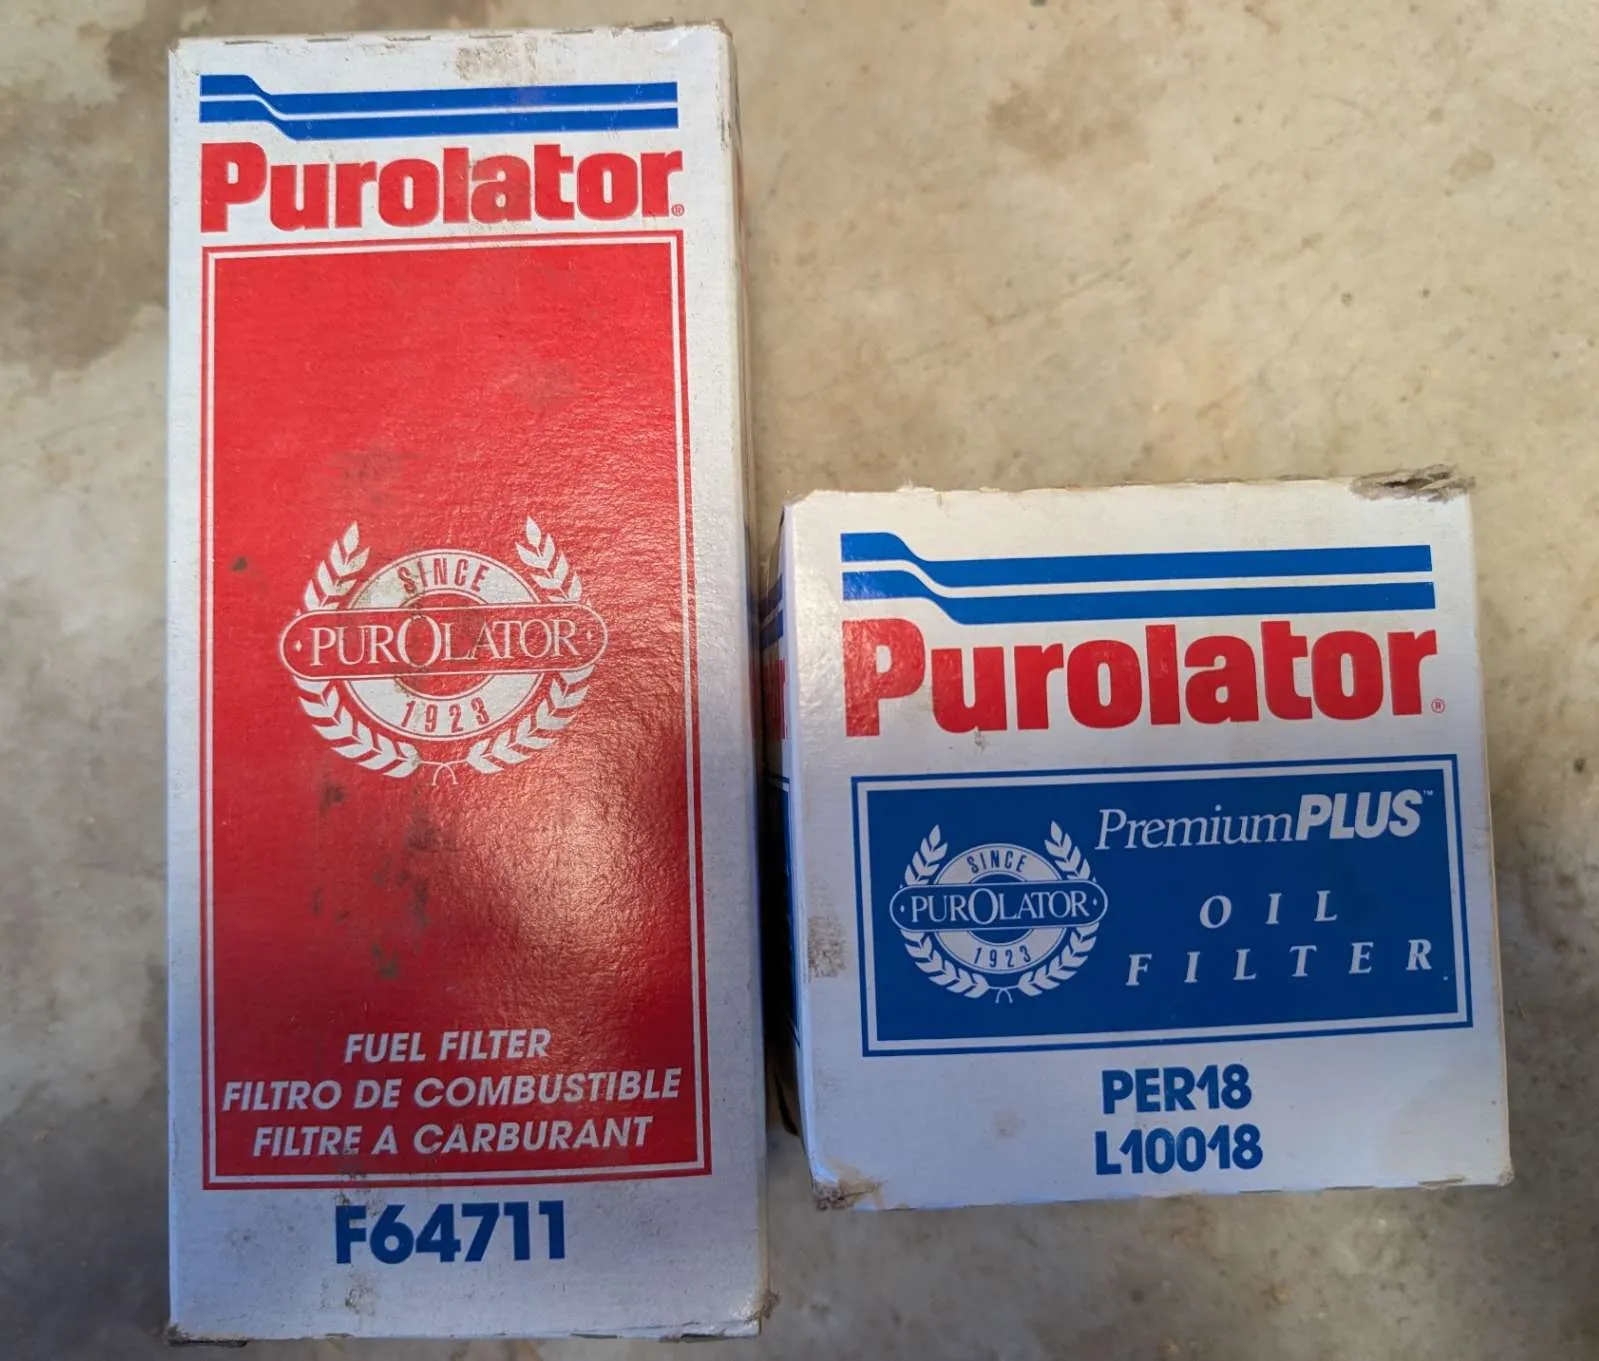 Purolator®
SINCE
PUROLATOR
1923
FUEL FILTER
FILTRO DE COMBUSTIBLE
FILTRE A CARBURANT
F64711
Purolator®
PremiumPLUS™
SINCE
PUROLATOR
1923
OIL
FILTER
PER18
L10018